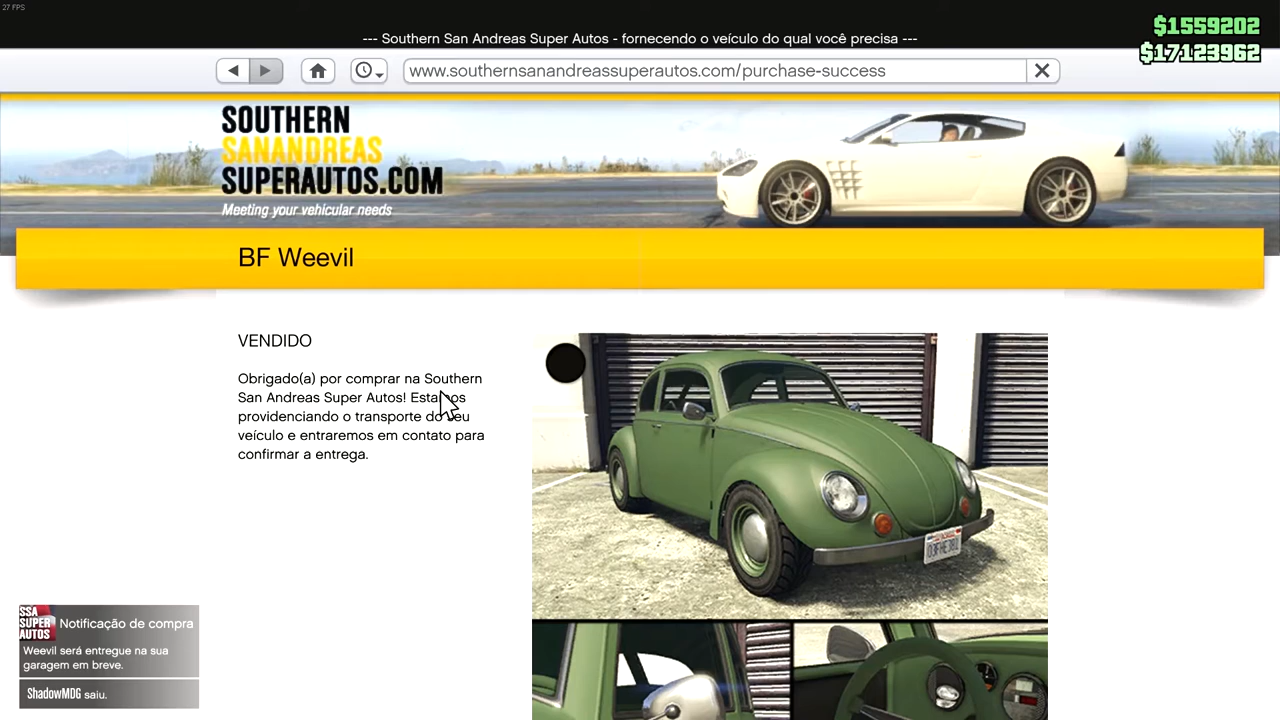 27 FPS
--- Southern San Andreas Super Autos - fornecendo o veículo do qual você precisa ---
$1559202
$17123962
www.southernsanandreassuperautos.com/purchase-success
SOUTHERN
SANANDREAS
SUPERAUTOS.COM
Meeting your vehicular needs
BF Weevil
VENDIDO
Obrigado(a) por comprar na Southern
San Andreas Super Autos! Estamos
providenciando o transporte do seu
veículo e entraremos em contato para
confirmar a entrega.
SSA
SUPER
AUTOS
Notificação de compra
Weevil será entregue na sua
garagem em breve.
ShadowMDG saiu.